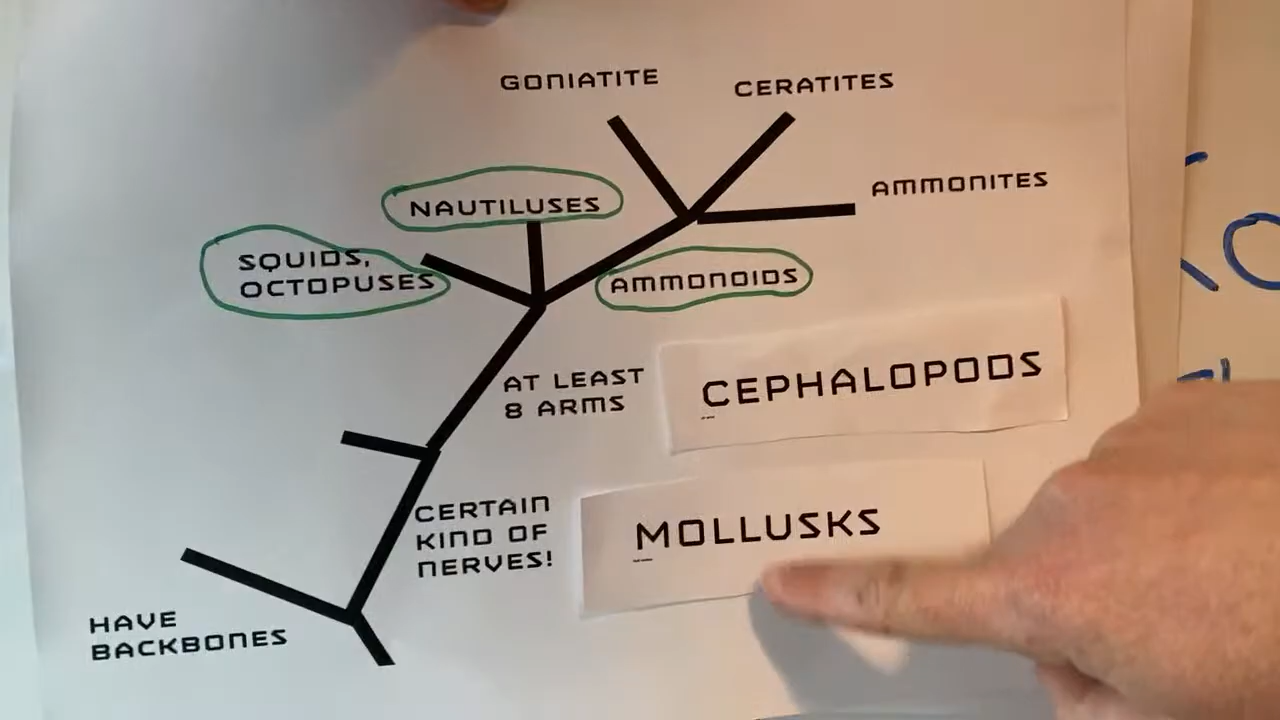 GONIATITE
CERATITES
AMMONITES
NAUTILUSES
SQUIDS,
OCTOPUSES
AMMONOIDS
AT LEAST
8 ARMS
CEPHALOPODS
CERTAIN
KIND OF
NERVES!
MOLLUSKS
HAVE
BACKBONES